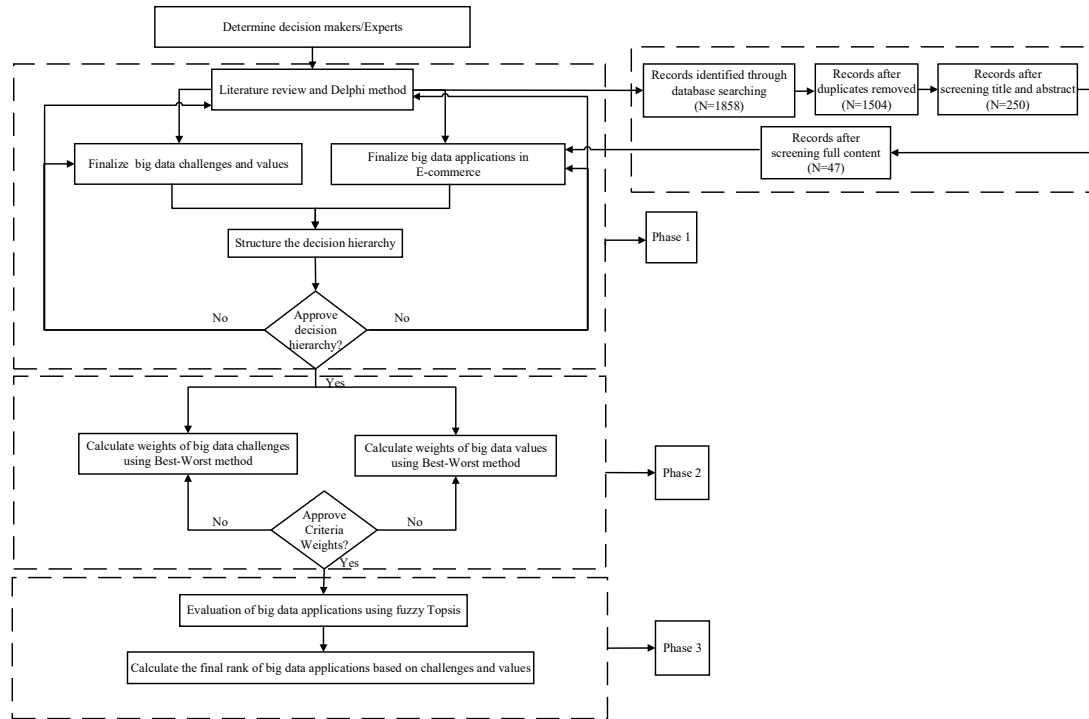 Determine decision makers/Experts
Literature review and Delphi method
Records identified through
database searching
(N=1858)
Records after
duplicates removed
(N=1504)
Records after
screening title and abstract
(N=250)
Finalize big data challenges and values
Finalize big data applications in
E-commerce
Records after
screening full content
(N=47)
Structure the decision hierarchy
Phase 1
No
Approve
decision
hierarchy?
No
Yes
Calculate weights of big data challenges
using Best-Worst method
Calculate weights of big data values
using Best-Worst method
Phase 2
No
Approve
Criteria
Weights?
No
Yes
Evaluation of big data applications using fuzzy Topsis
Phase 3
Calculate the final rank of big data applications based on challenges and values